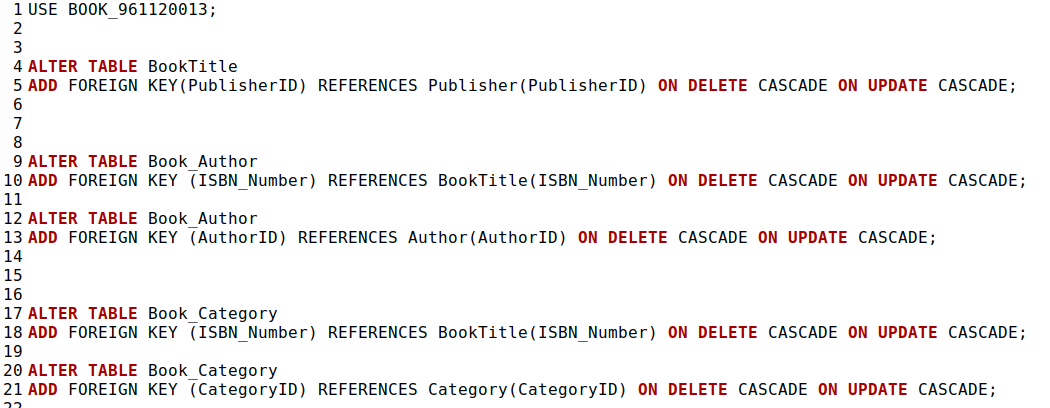 1 USE BOOK_961120013;
2
3
4 ALTER TABLE BookTitle
5 ADD FOREIGN KEY(PublisherID) REFERENCES Publisher(PublisherID) ON DELETE CASCADE ON UPDATE CASCADE;
6
7
8
9 ALTER TABLE Book_Author
10 ADD FOREIGN KEY (ISBN_Number) REFERENCES BookTitle(ISBN_Number) ON DELETE CASCADE ON UPDATE CASCADE;
11
12 ALTER TABLE Book_Author
13 ADD FOREIGN KEY (AuthorID) REFERENCES Author(AuthorID) ON DELETE CASCADE ON UPDATE CASCADE;
14
15
16
17 ALTER TABLE Book_Category
18 ADD FOREIGN KEY (ISBN_Number) REFERENCES BookTitle(ISBN_Number) ON DELETE CASCADE ON UPDATE CASCADE;
19
20 ALTER TABLE Book_Category
21 ADD FOREIGN KEY (CategoryID) REFERENCES Category(CategoryID) ON DELETE CASCADE ON UPDATE CASCADE;
22